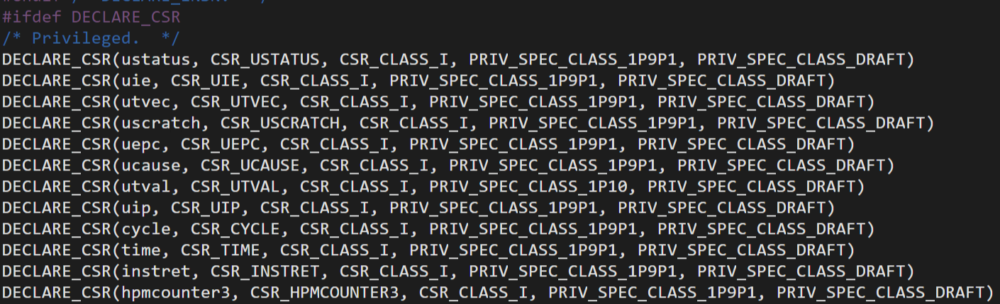 #ifdef DECLARE_CSR
/* Privileged.  */
DECLARE_CSR(ustatus, CSR_USTATUS, CSR_CLASS_I, PRIV_SPEC_CLASS_1P9P1, PRIV_SPEC_CLASS_DRAFT)
DECLARE_CSR(uie, CSR_UIE, CSR_CLASS_I, PRIV_SPEC_CLASS_1P9P1, PRIV_SPEC_CLASS_DRAFT)
DECLARE_CSR(utvec, CSR_UTVEC, CSR_CLASS_I, PRIV_SPEC_CLASS_1P9P1, PRIV_SPEC_CLASS_DRAFT)
DECLARE_CSR(uscratch, CSR_USCRATCH, CSR_CLASS_I, PRIV_SPEC_CLASS_1P9P1, PRIV_SPEC_CLASS_DRAFT)
DECLARE_CSR(uepc, CSR_UEPC, CSR_CLASS_I, PRIV_SPEC_CLASS_1P9P1, PRIV_SPEC_CLASS_DRAFT)
DECLARE_CSR(ucause, CSR_UCAUSE, CSR_CLASS_I, PRIV_SPEC_CLASS_1P9P1, PRIV_SPEC_CLASS_DRAFT)
DECLARE_CSR(utval, CSR_UTVAL, CSR_CLASS_I, PRIV_SPEC_CLASS_1P10, PRIV_SPEC_CLASS_DRAFT)
DECLARE_CSR(uip, CSR_UIP, CSR_CLASS_I, PRIV_SPEC_CLASS_1P9P1, PRIV_SPEC_CLASS_DRAFT)
DECLARE_CSR(cycle, CSR_CYCLE, CSR_CLASS_I, PRIV_SPEC_CLASS_1P9P1, PRIV_SPEC_CLASS_DRAFT)
DECLARE_CSR(time, CSR_TIME, CSR_CLASS_I, PRIV_SPEC_CLASS_1P9P1, PRIV_SPEC_CLASS_DRAFT)
DECLARE_CSR(instret, CSR_INSTRET, CSR_CLASS_I, PRIV_SPEC_CLASS_1P9P1, PRIV_SPEC_CLASS_DRAFT)
DECLARE_CSR(hpmcounter3, CSR_HPMCOUNTER3, CSR_CLASS_I, PRIV_SPEC_CLASS_1P9P1, PRIV_SPEC_CLASS_DRAFT)